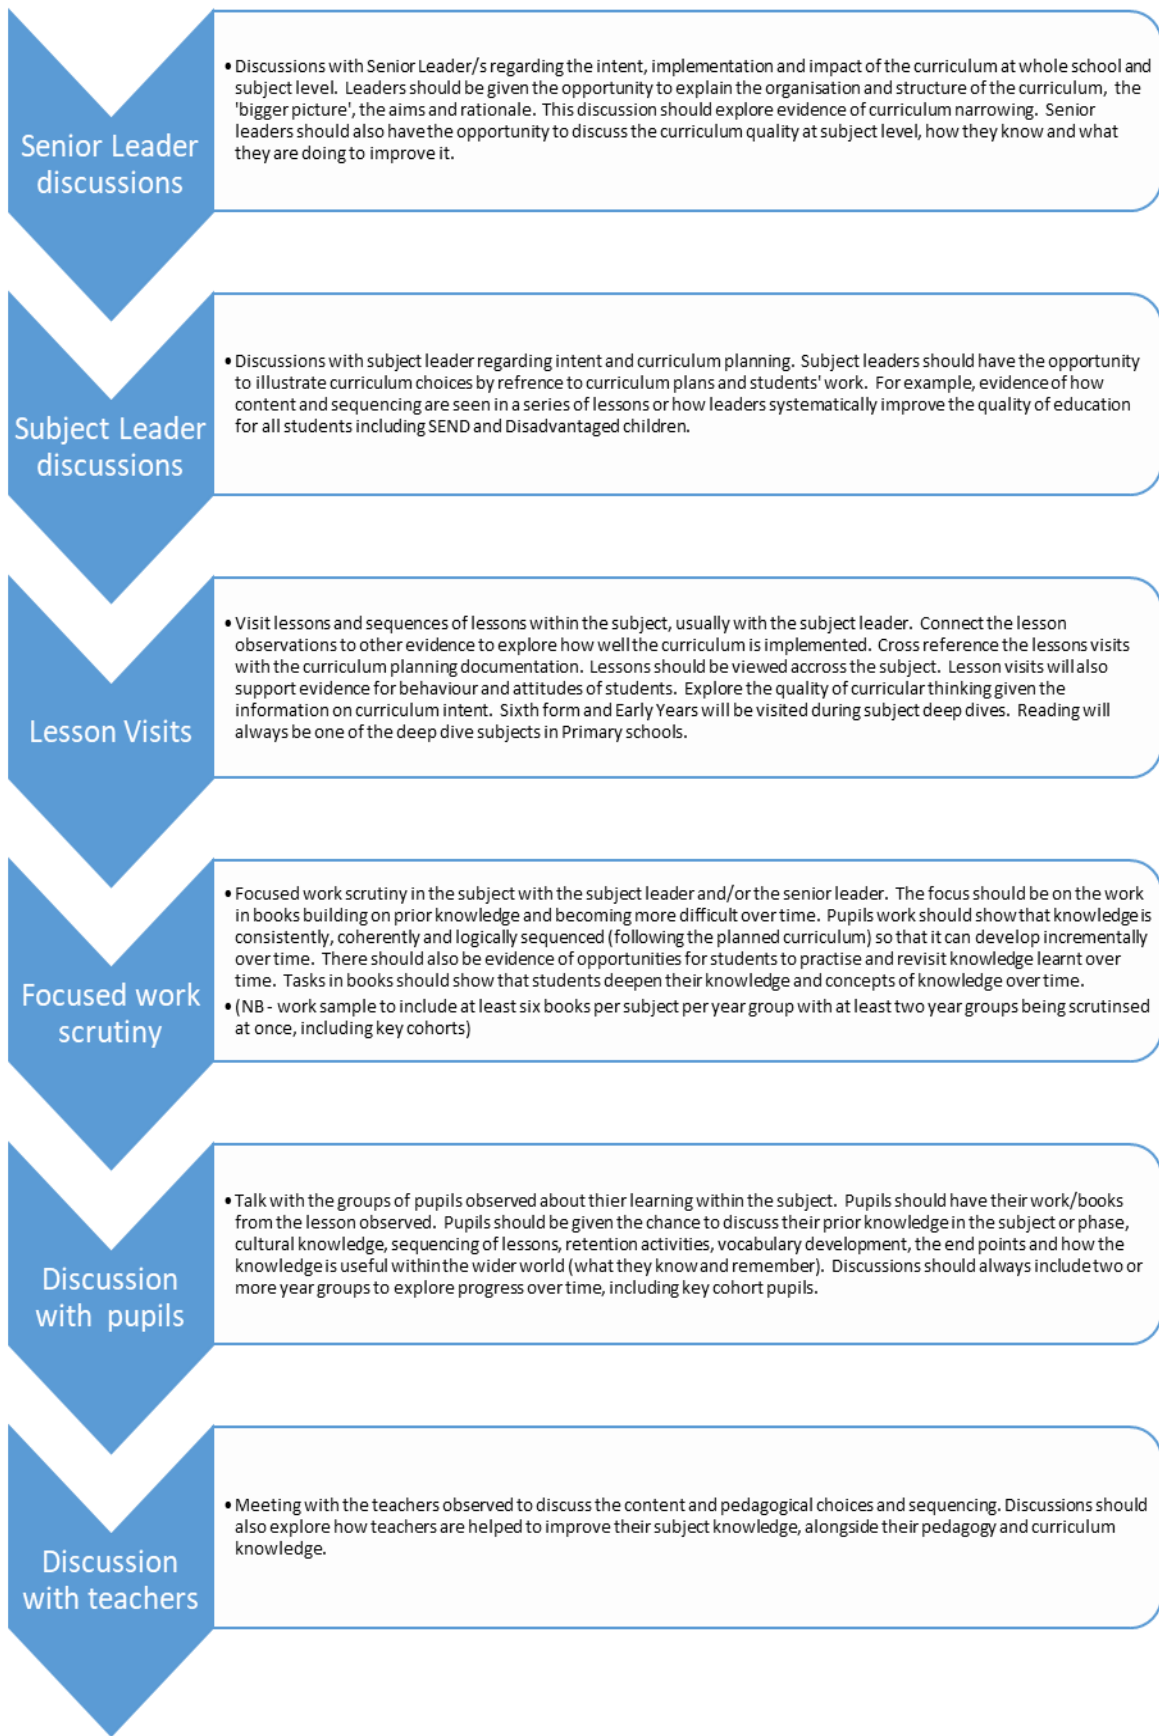 Senior Leader
discussions
• Discussions with Senior Leader/s regarding the intent, implementation and impact of the curriculum at whole school and
subject level. Leaders should be given the opportunity to explain the organisation and structure of the curriculum, the
'bigger picture', the aims and rationale. This discussion should explore evidence of curriculum narrowing. Senior
leaders should also have the opportunity to discuss the curriculum quality at subject level, how they know and what
they are doing to improve it.
Subject Leader
discussions
• Discussions with subject leader regarding intent and curriculum planning. Subject leaders should have the opportunity
to illustrate curriculum choices by refrence to curriculum plans and students' work. For example, evidence of how
content and sequencing are seen in a series of lessons or how leaders systematically improve the quality of education
for all students including SEND and Disadvantaged children.
Lesson Visits
• Visit lessons and sequences of lessons within the subject, usually with the subject leader. Connect the lesson
observations to other evidence to explore how well the curriculum is implemented. Cross reference the lessons visits
with the curriculum planning documentation. Lessons should be viewed accross the subject. Lesson visits will also
support evidence for behaviour and attitudes of students. Explore the quality of curricular thinking given the
information on curriculum intent. Sixth form and Early Years will be visited during subject deep dives. Reading will
always be one of the deep dive subjects in Primary schools.
Focused work
scrutiny
• Focused work scrutiny in the subject with the subject leader and/or the senior leader. The focus should be on the work
in books building on prior knowledge and becoming more difficult over time. Pupils work should show that knowledge is
consistently, coherently and logically sequenced (following the planned curriculum) so that it can develop incrementally
over time. There should also be evidence of opportunities for students to practise and revisit knowledge learnt over
time. Tasks in books should show that students deepen their knowledge and concepts of knowledge over time.
• (NB - work sample to include at least six books per subject per year group with at least two year groups being scrutinsed
at once, including key cohorts)
Discussion
with pupils
• Talk with the groups of pupils observed about thier learning within the subject. Pupils should have their work/books
from the lesson observed. Pupils should be given the chance to discuss their prior knowledge in the subject or phase,
cultural knowledge, sequencing of lessons, retention activities, vocabulary development, the end points and how the
knowledge is useful within the wider world (what they know and remember). Discussions should always include two or
more year groups to explore progress over time, including key cohort pupils.
Discussion
with teachers
• Meeting with the teachers observed to discuss the content and pedagogical choices and sequencing. Discussions should
also explore how teachers are helped to improve their subject knowledge, alongside their pedagogy and curriculum
knowledge.